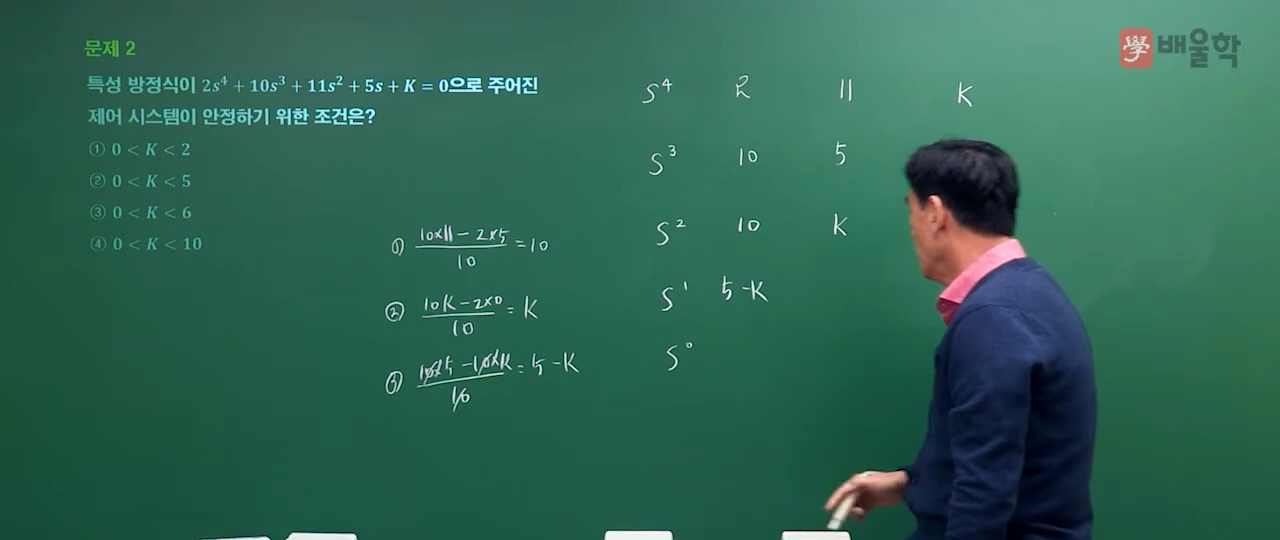 문제 2
특성 방정식이 2s⁴ + 10s³ + 11s² + 5s + K = 0으로 주어진
제어 시스템이 안정하기 위한 조건은?
① 0 < K < 2
② 0 < K < 5
③ 0 < K < 6
④ 0 < K < 10
① (10×11 - 2×5)/10 = 10
② (10K - 2×0)/10 = K
③ (10×5 - 10×K)/10 = 5 - K
S⁴ 2 11 K
S³ 10 5
S² 10 K
S¹ 5-K
S⁰
學 배울학